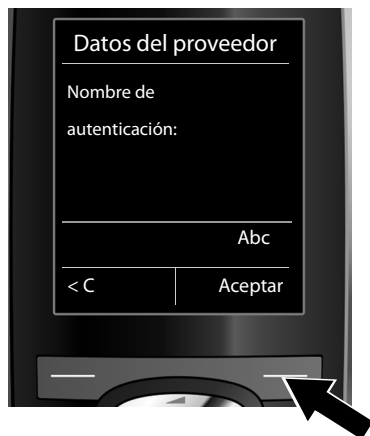 Datos del proveedor
Nombre de
autenticación:
Abc
< C
Aceptar